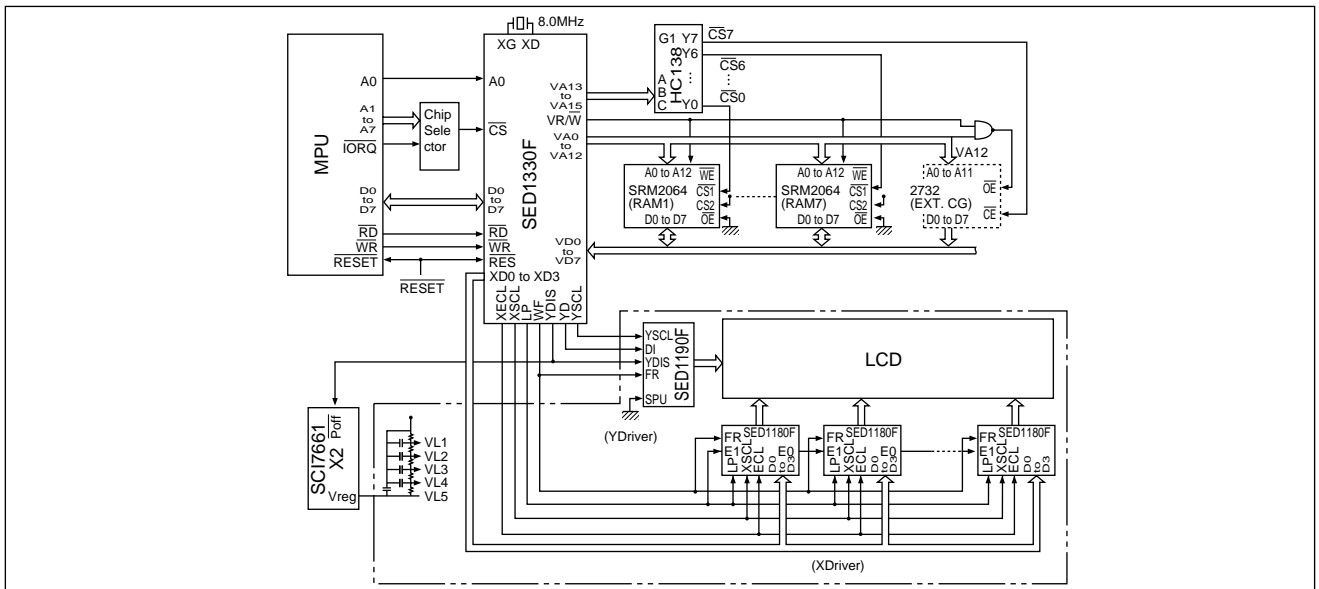 8.0MHz
XG XD
G1 Y7
CS7
Y6
CS6
...
A
B
C
HC138
Y0
CS0
MPU
A0
A1
to
A7
IORQ
D0
to
D7
RD
WR
RESET
Chip
Sele
ctor
RESET
SED1330F
A0
CS
D0
to
D7
RD
WR
RES
XD0 to XD3
VA13
to
VA15
VR/W
VA0
to
VA12
VD0
to
VD7
XECL
XSCL
LP
WF
YDIS
YD
YSCL
A0 to A12
WE
SRM2064
(RAM1)
CS1
CS2
D0 to D7
OE
A0 to A12
WE
SRM2064
(RAM7)
CS1
CS2
D0 to D7
OE
VA12
A0 to A11
2732
(EXT. CG)
OE
CE
D0 to D7
YSCL
DI
YDIS
FR
SPU
SED1190F
(YDriver)
LCD
SCI7661
X2
Poff
Vreg
VL1
VL2
VL3
VL4
VL5
SED1180F
FR
E1
E0
LP
XSCL
ECL
D0
to
D3
SED1180F
FR
E1
E0
LP
XSCL
ECL
D0
to
D3
SED1180F
FR
E1
LP
XSCL
ECL
D0
to
D3
(XDriver)